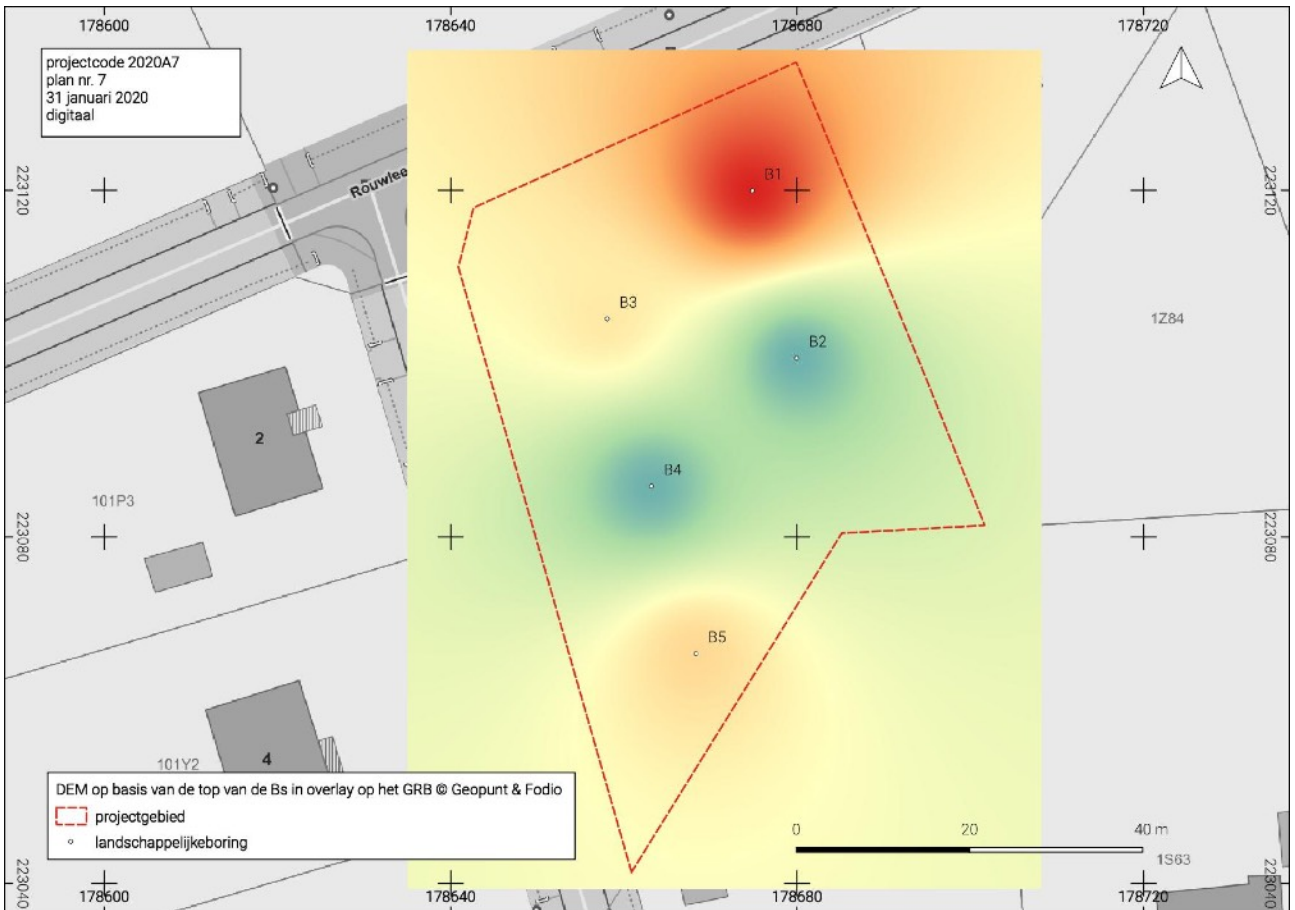 178600
178640
178680
178720
projectcode 2020A7
plan nr. 7
31 januari 2020
digitaal
Rouwlee
B1
223120
223120
B3
1Z84
B2
2
B4
101P3
223080
223080
B5
101Y2
4
DEM op basis van de top van de Bs in overlay op het GRB © Geopunt & Fodio
projectgebied
landschappelijkeboring
0
20
40 m
1S63
223040
223040
178600
178640
178680
178720